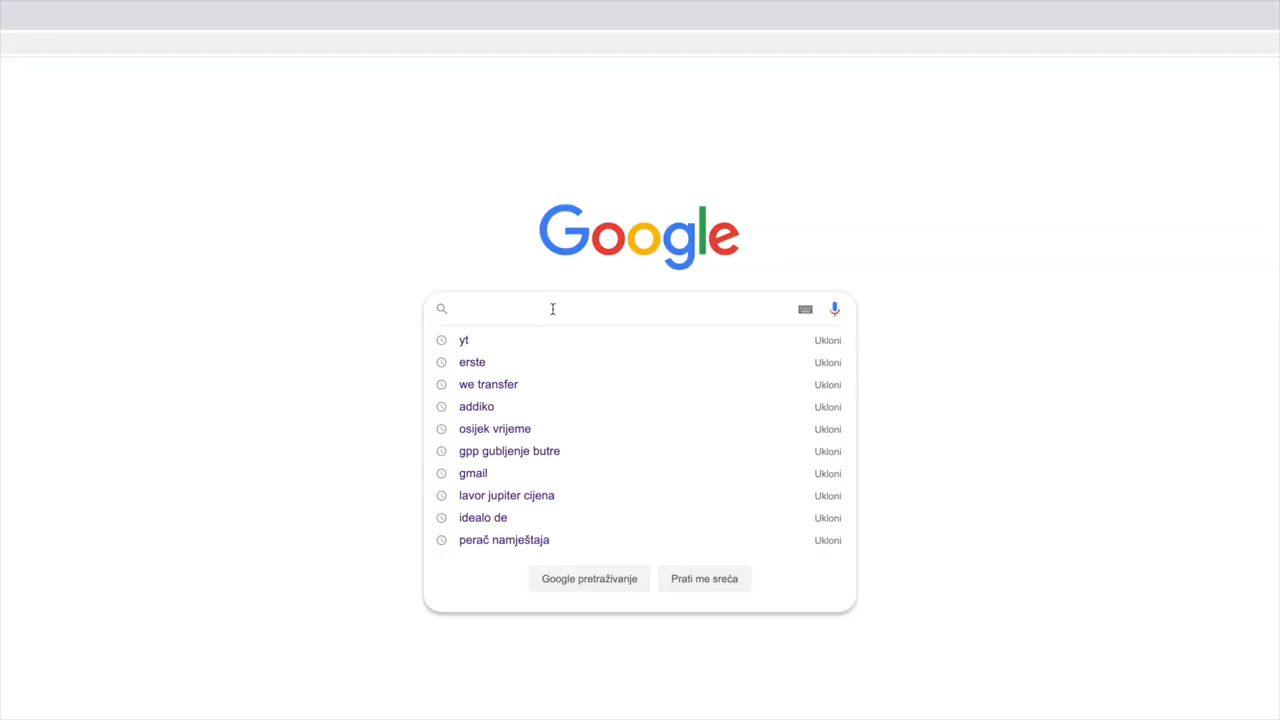 Google
yt Ukloni
erste Ukloni
we transfer Ukloni
addiko Ukloni
osijek vrijeme Ukloni
gpp gubljenje butre Ukloni
gmail Ukloni
lavor jupiter cijena Ukloni
idealo de Ukloni
perač namještaja Ukloni
Google pretraživanje Prati me sreća